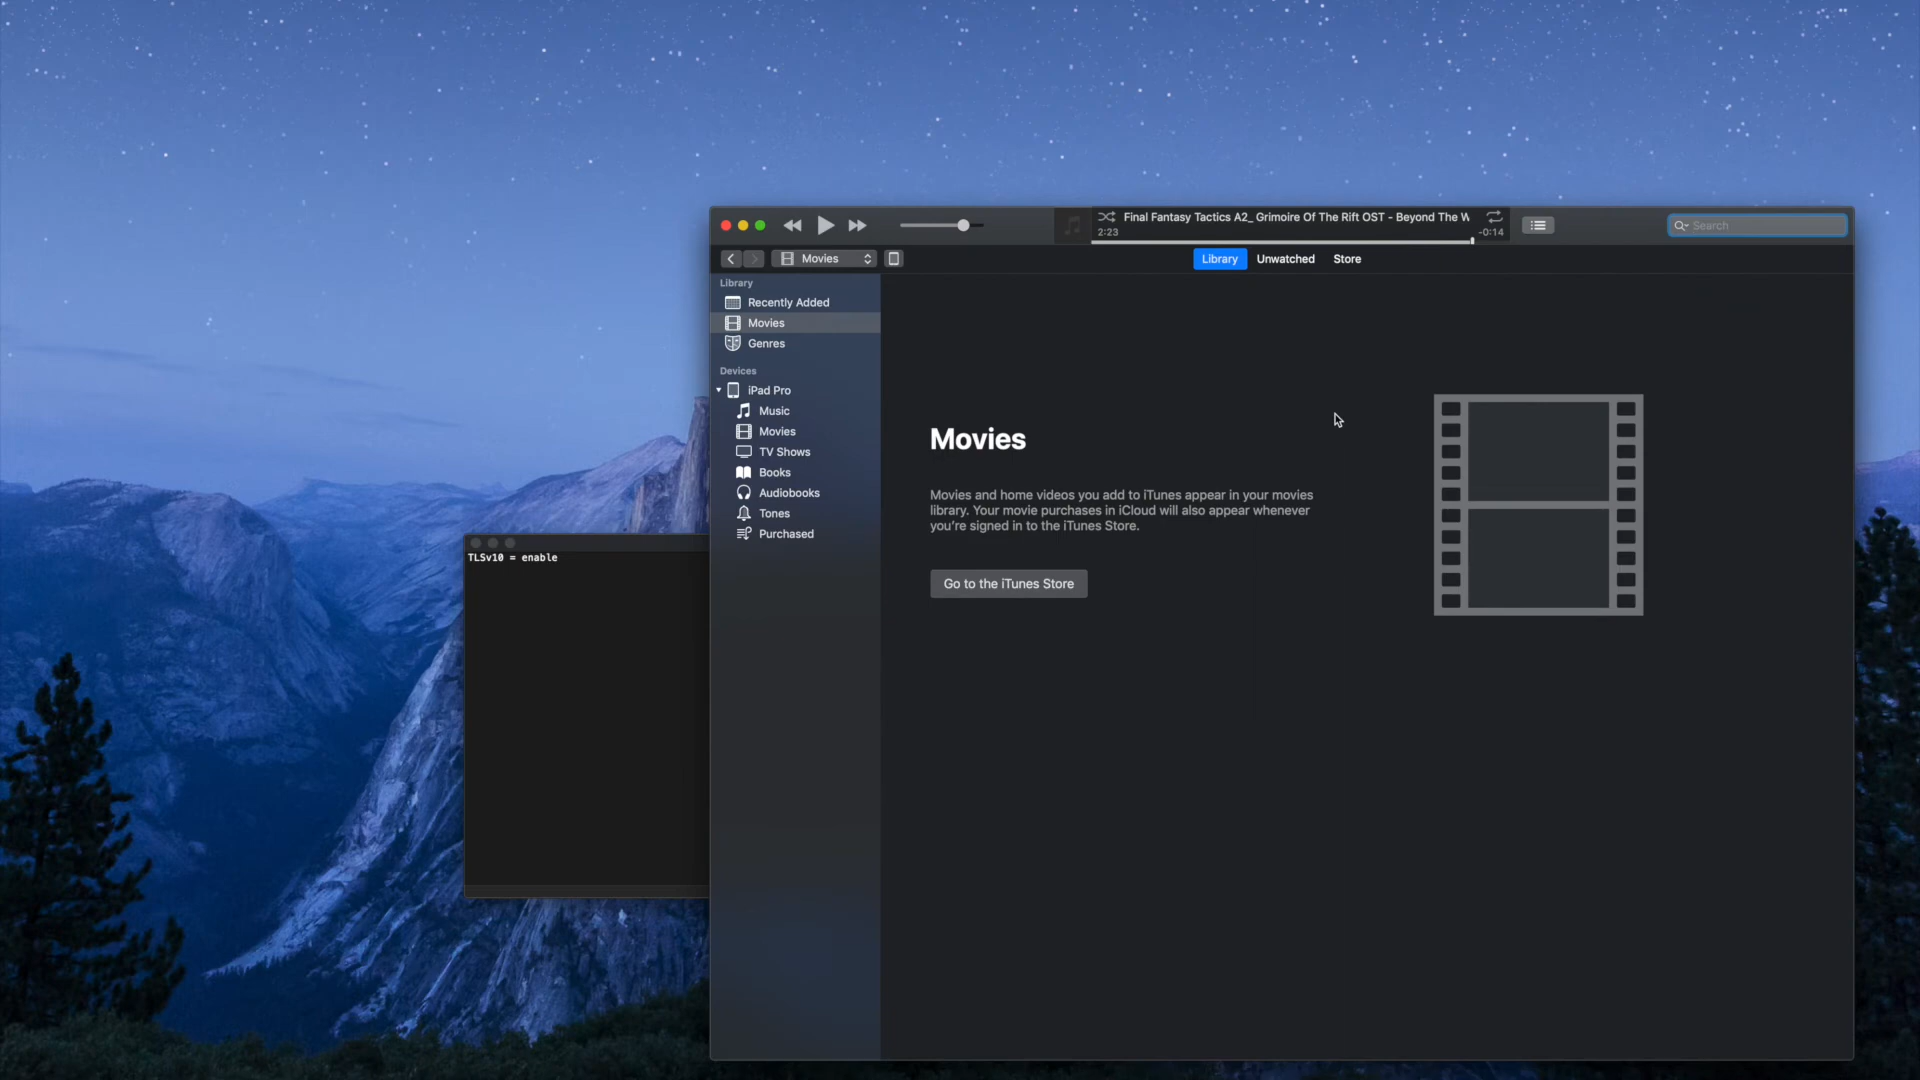 Final Fantasy Tactics A2_ Grimoire Of The Rift OST - Beyond The W
2:23
-0:14
Search
Movies
Library
Unwatched
Store
Library
Recently Added
Movies
Genres
Devices
iPad Pro
Music
Movies
TV Shows
Books
Audiobooks
Tones
Purchased
Movies
Movies and home videos you add to iTunes appear in your movies
library. Your movie purchases in iCloud will also appear whenever
you’re signed in to the iTunes Store.
Go to the iTunes Store
TLSv10 = enable